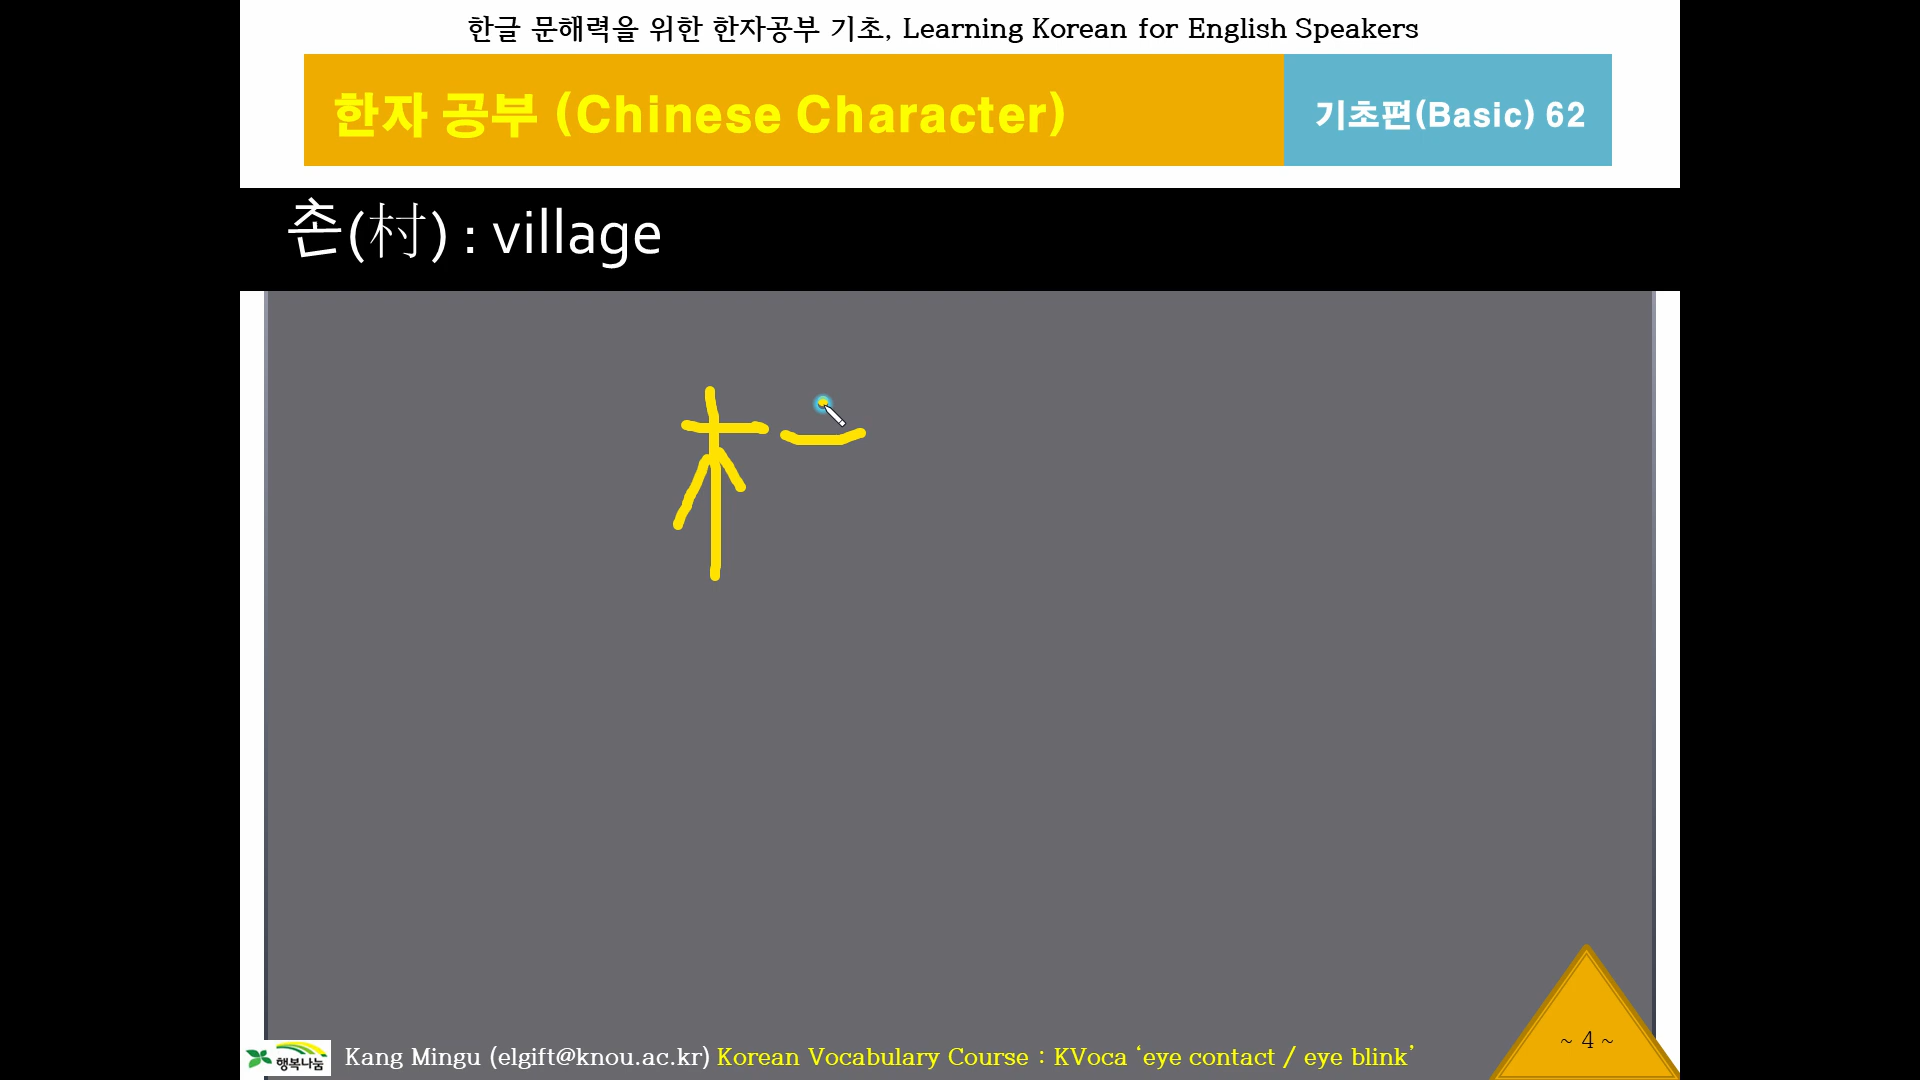 한글 문해력을 위한 한자공부 기초, Learning Korean for English Speakers
한자 공부 (Chinese Character)
기초편(Basic) 62
촌(村) : village
木一
~ 4 ~
행복나눔
Kang Mingu (elgift@knou.ac.kr) Korean Vocabulary Course : KVoca ‘eye contact / eye blink’